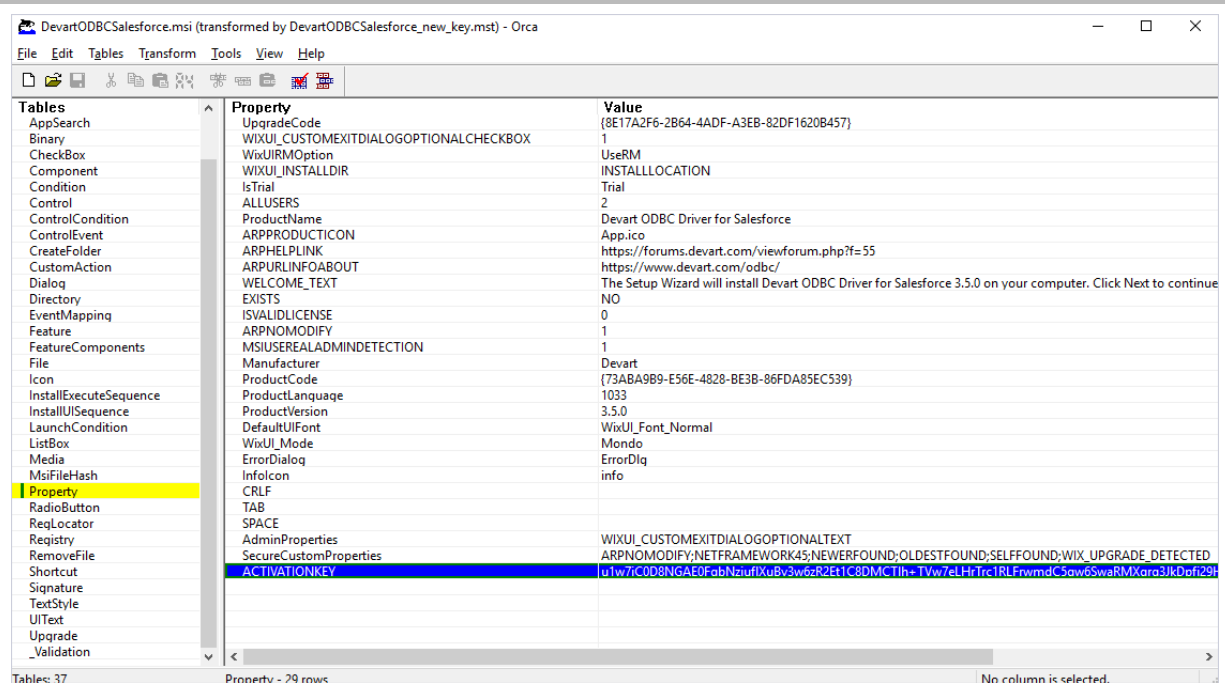 DevartODBCSalesforce.msi (transformed by DevartODBCSalesforce_new_key.mst) - Orca
File Edit Tables Transform Tools View Help
Tables Property Value
AppSearch UpgradeCode {8E17A2F6-2B64-4ADF-A3EB-82DF1620B457}
Binary WIXUI_CUSTOMEXITDIALOGOPTIONALCHECKBOX 1
CheckBox WixUIRMOption UseRM
Component WIXUI_INSTALLDIR INSTALLLOCATION
Condition IsTrial Trial
Control ALLUSERS 2
ControlCondition ProductName Devart ODBC Driver for Salesforce
ControlEvent ARPPRODUCTICON App.ico
CreateFolder ARPHELPLINK https://forums.devart.com/viewforum.php?f=55
CustomAction ARPURLINFOABOUT https://www.devart.com/odbc/
Dialog WELCOME_TEXT The Setup Wizard will install Devart ODBC Driver for Salesforce 3.5.0 on your computer. Click Next to continue
Directory EXISTS NO
EventMapping ISVALIDLICENSE 0
Feature ARPNOMODIFY 1
FeatureComponents MSIUSEREALADMINDETECTION 1
File Manufacturer Devart
Icon ProductCode {73ABA9B9-E56E-4828-BE3B-86FDA85EC539}
InstallExecuteSequence ProductLanguage 1033
InstallUISequence ProductVersion 3.5.0
LaunchCondition DefaultUIFont WixUI_Font_Normal
ListBox WixUI_Mode Mondo
Media ErrorDialog ErrorDlg
MsiFileHash InfoIcon info
Property CRLF
RadioButton TAB
RegLocator SPACE
Registry AdminProperties WIXUI_CUSTOMEXITDIALOGOPTIONALTEXT
RemoveFile SecureCustomProperties ARPNOMODIFY;NETFRAMEWORK45;NEWERFOUND;OLDESTFOUND;SELFFOUND;WIX_UPGRADE_DETECTED
Shortcut ACTIVATIONKEY
Signature
TextStyle
UIText
Upgrade
_Validation
Tables: 37 Property - 29 rows No column is selected.